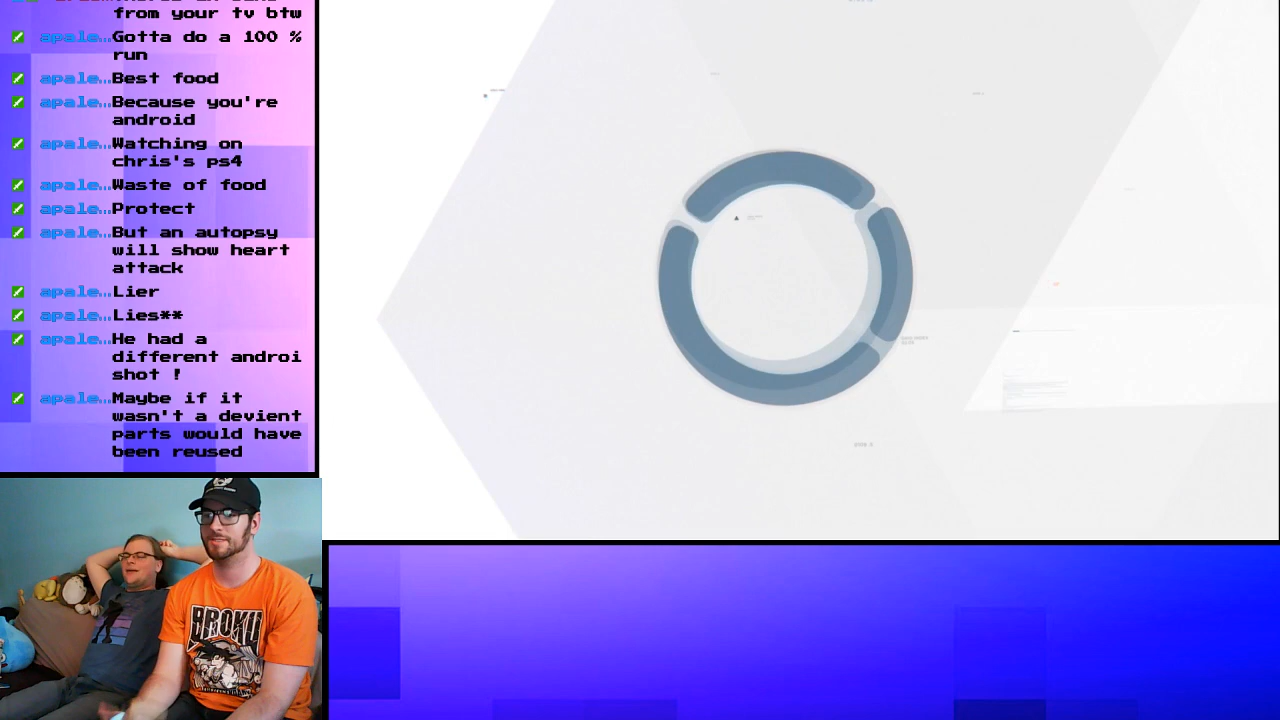 from your tv btw
apale...Gotta do a 100 %
run
apale...Best food
apale...Because you're
android
apale...Watching on
chris's ps4
apale...Waste of food
apale...Protect
apale...But an autopsy
will show heart
attack
apale...Lier
apale...Lies**
apale...He had a
different androi
shot !
apale...Maybe if it
wasn't a devient
parts would have
been reused
BROKU